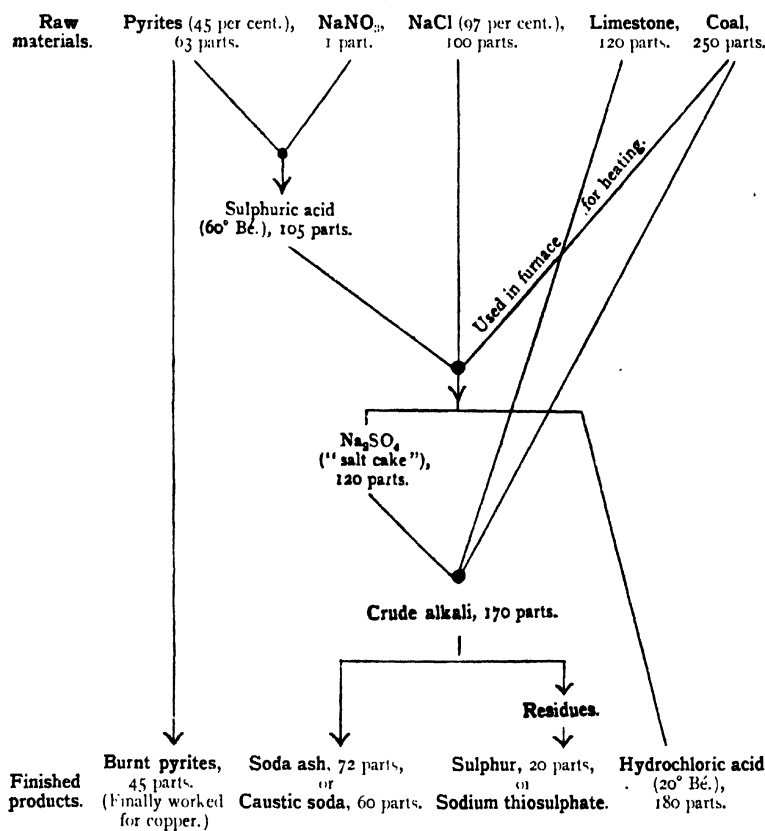 Raw materials.
Pyrites (45 per cent.), 63 parts.
NaNO₃, 1 part.
NaCl (97 per cent.), 100 parts.
Limestone, 120 parts.
Coal, 250 parts.
Used in furnace for heating.
Sulphuric acid
(60° Bé.), 105 parts.
Na₂SO₄
("salt cake"),
120 parts.
Crude alkali, 170 parts.
Residues.
Finished products.
Burnt pyrites,
45 parts.
(Finally worked
for copper.)
Soda ash, 72 parts,
or
Caustic soda, 60 parts.
Sulphur, 20 parts,
or
Sodium thiosulphate.
Hydrochloric acid
(20° Bé.),
180 parts.